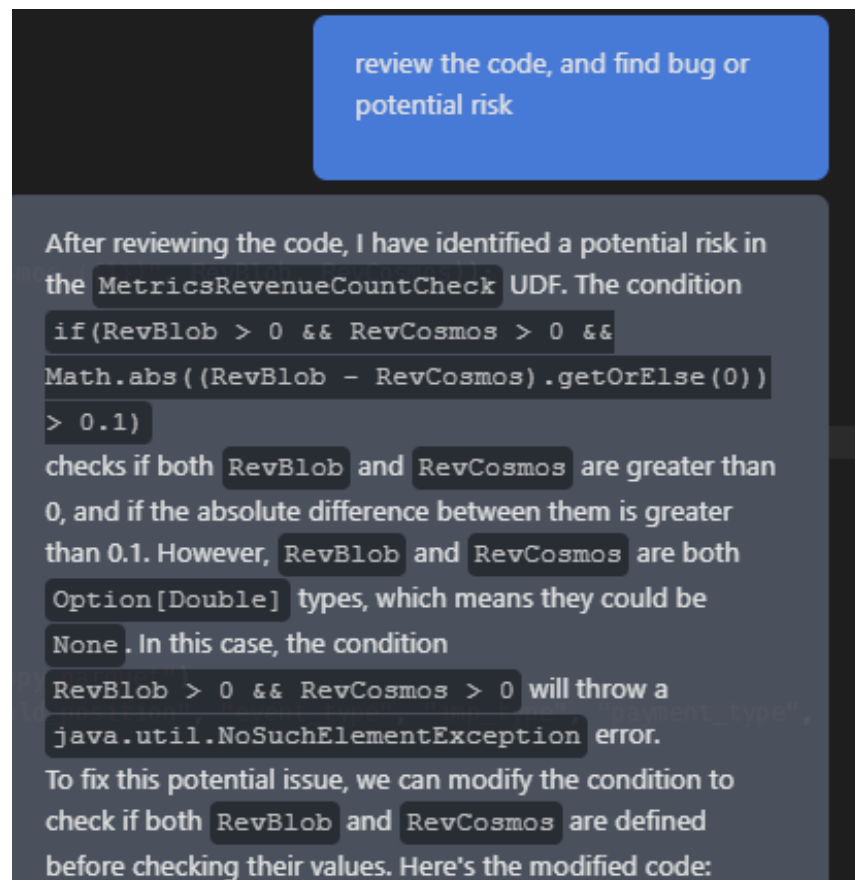 review the code, and find bug or
potential risk
After reviewing the code, I have identified a potential risk in
the MetricsRevenueCountCheck UDF. The condition
if(RevBlob > 0 && RevCosmos > 0 &&
Math.abs((RevBlob - RevCosmos).getOrElse(0))
> 0.1)
checks if both RevBlob and RevCosmos are greater than
0, and if the absolute difference between them is greater
than 0.1. However, RevBlob and RevCosmos are both
Option[Double] types, which means they could be
None. In this case, the condition
RevBlob > 0 && RevCosmos > 0 will throw a
java.util.NoSuchElementException error.
To fix this potential issue, we can modify the condition to
check if both RevBlob and RevCosmos are defined
before checking their values. Here's the modified code: